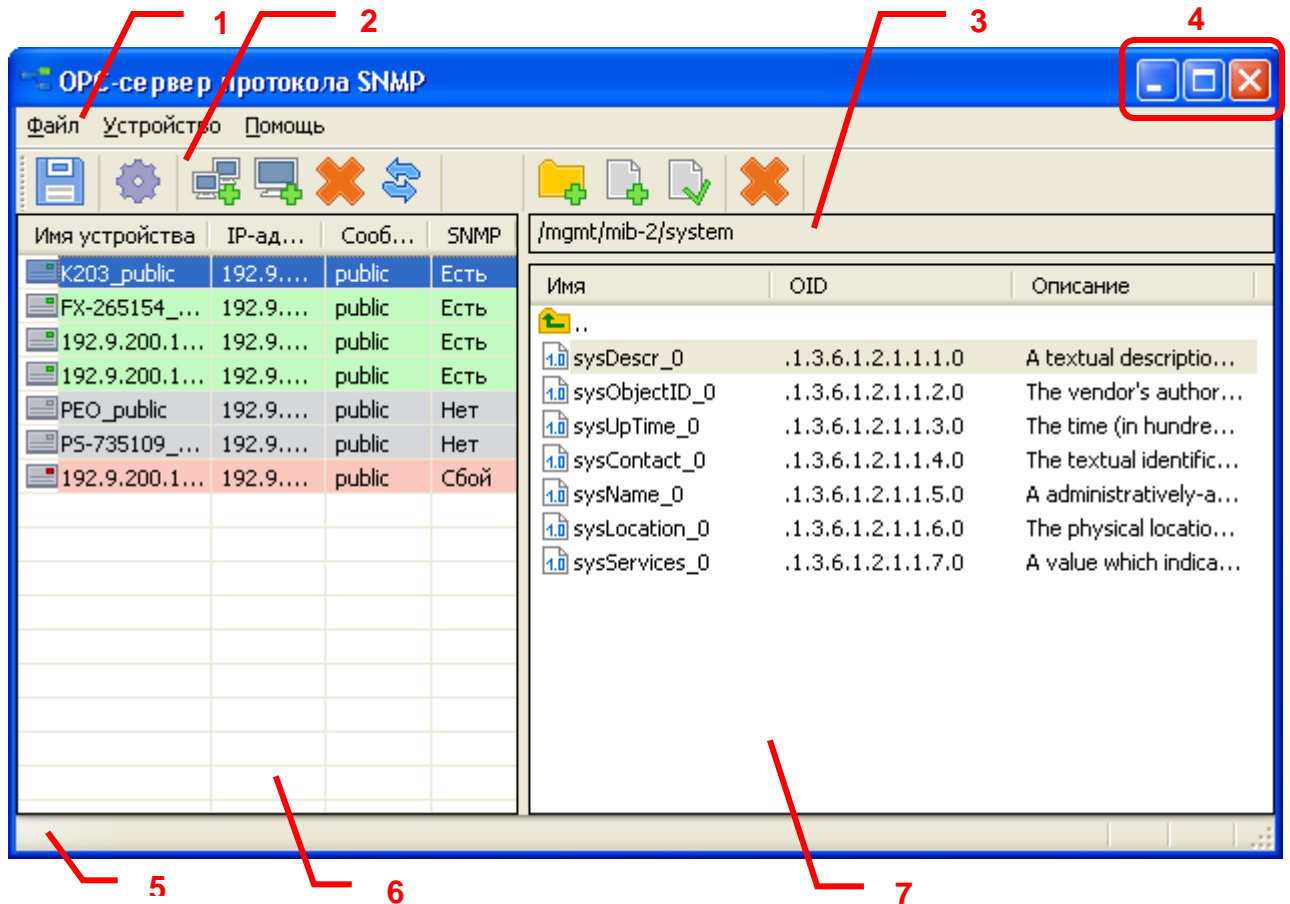 1 2 3 4
OPC-сервер протокола SNMP
Файл Устройство Помощь
Имя устройства IP-ад... Сооб... SNMP
/mgmt/mib-2/system
K203_public 192.9.... public Есть
FX-265154_... 192.9.... public Есть
192.9.200.1... 192.9.... public Есть
192.9.200.1... 192.9.... public Есть
PEO_public 192.9.... public Нет
PS-735109_... 192.9.... public Нет
192.9.200.1... 192.9.... public Сбой
Имя OID Описание
..
sysDescr_0 .1.3.6.1.2.1.1.1.0 A textual descriptio...
sysObjectID_0 .1.3.6.1.2.1.1.2.0 The vendor's author...
sysUpTime_0 .1.3.6.1.2.1.1.3.0 The time (in hundre...
sysContact_0 .1.3.6.1.2.1.1.4.0 The textual identific...
sysName_0 .1.3.6.1.2.1.1.5.0 A administratively-a...
sysLocation_0 .1.3.6.1.2.1.1.6.0 The physical locatio...
sysServices_0 .1.3.6.1.2.1.1.7.0 A value which indica...
5 6 7